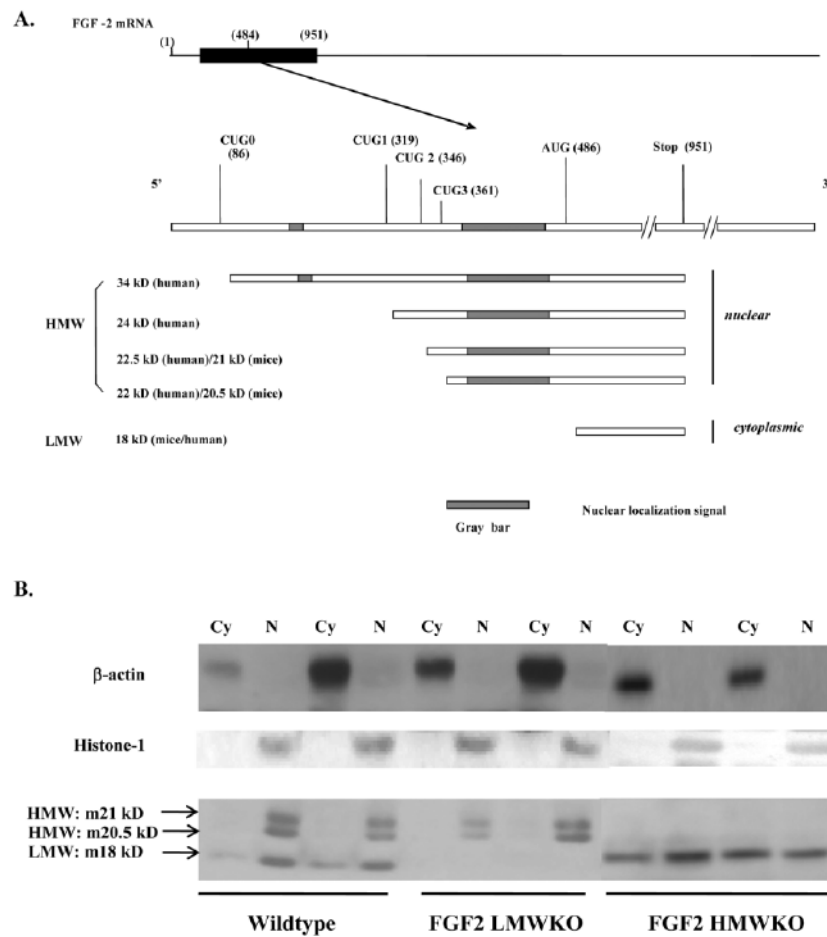 A.
FGF -2 mRNA
(1) (484) (951)
CUG0 (86)
CUG1 (319)
CUG 2 (346)
CUG3 (361)
AUG (486)
Stop (951)
5' 3
HMW
34 kD (human)
24 kD (human)
22.5 kD (human)/21 kD (mice)
22 kD (human)/20.5 kD (mice)
nuclear
LMW 18 kD (mice/human) cytoplasmic
Gray bar Nuclear localization signal
B.
Cy N Cy N Cy N Cy N Cy N Cy N
β-actin
Histone-1
HMW: m21 kD
HMW: m20.5 kD
LMW: m18 kD
Wildtype FGF2 LMWKO FGF2 HMWKO